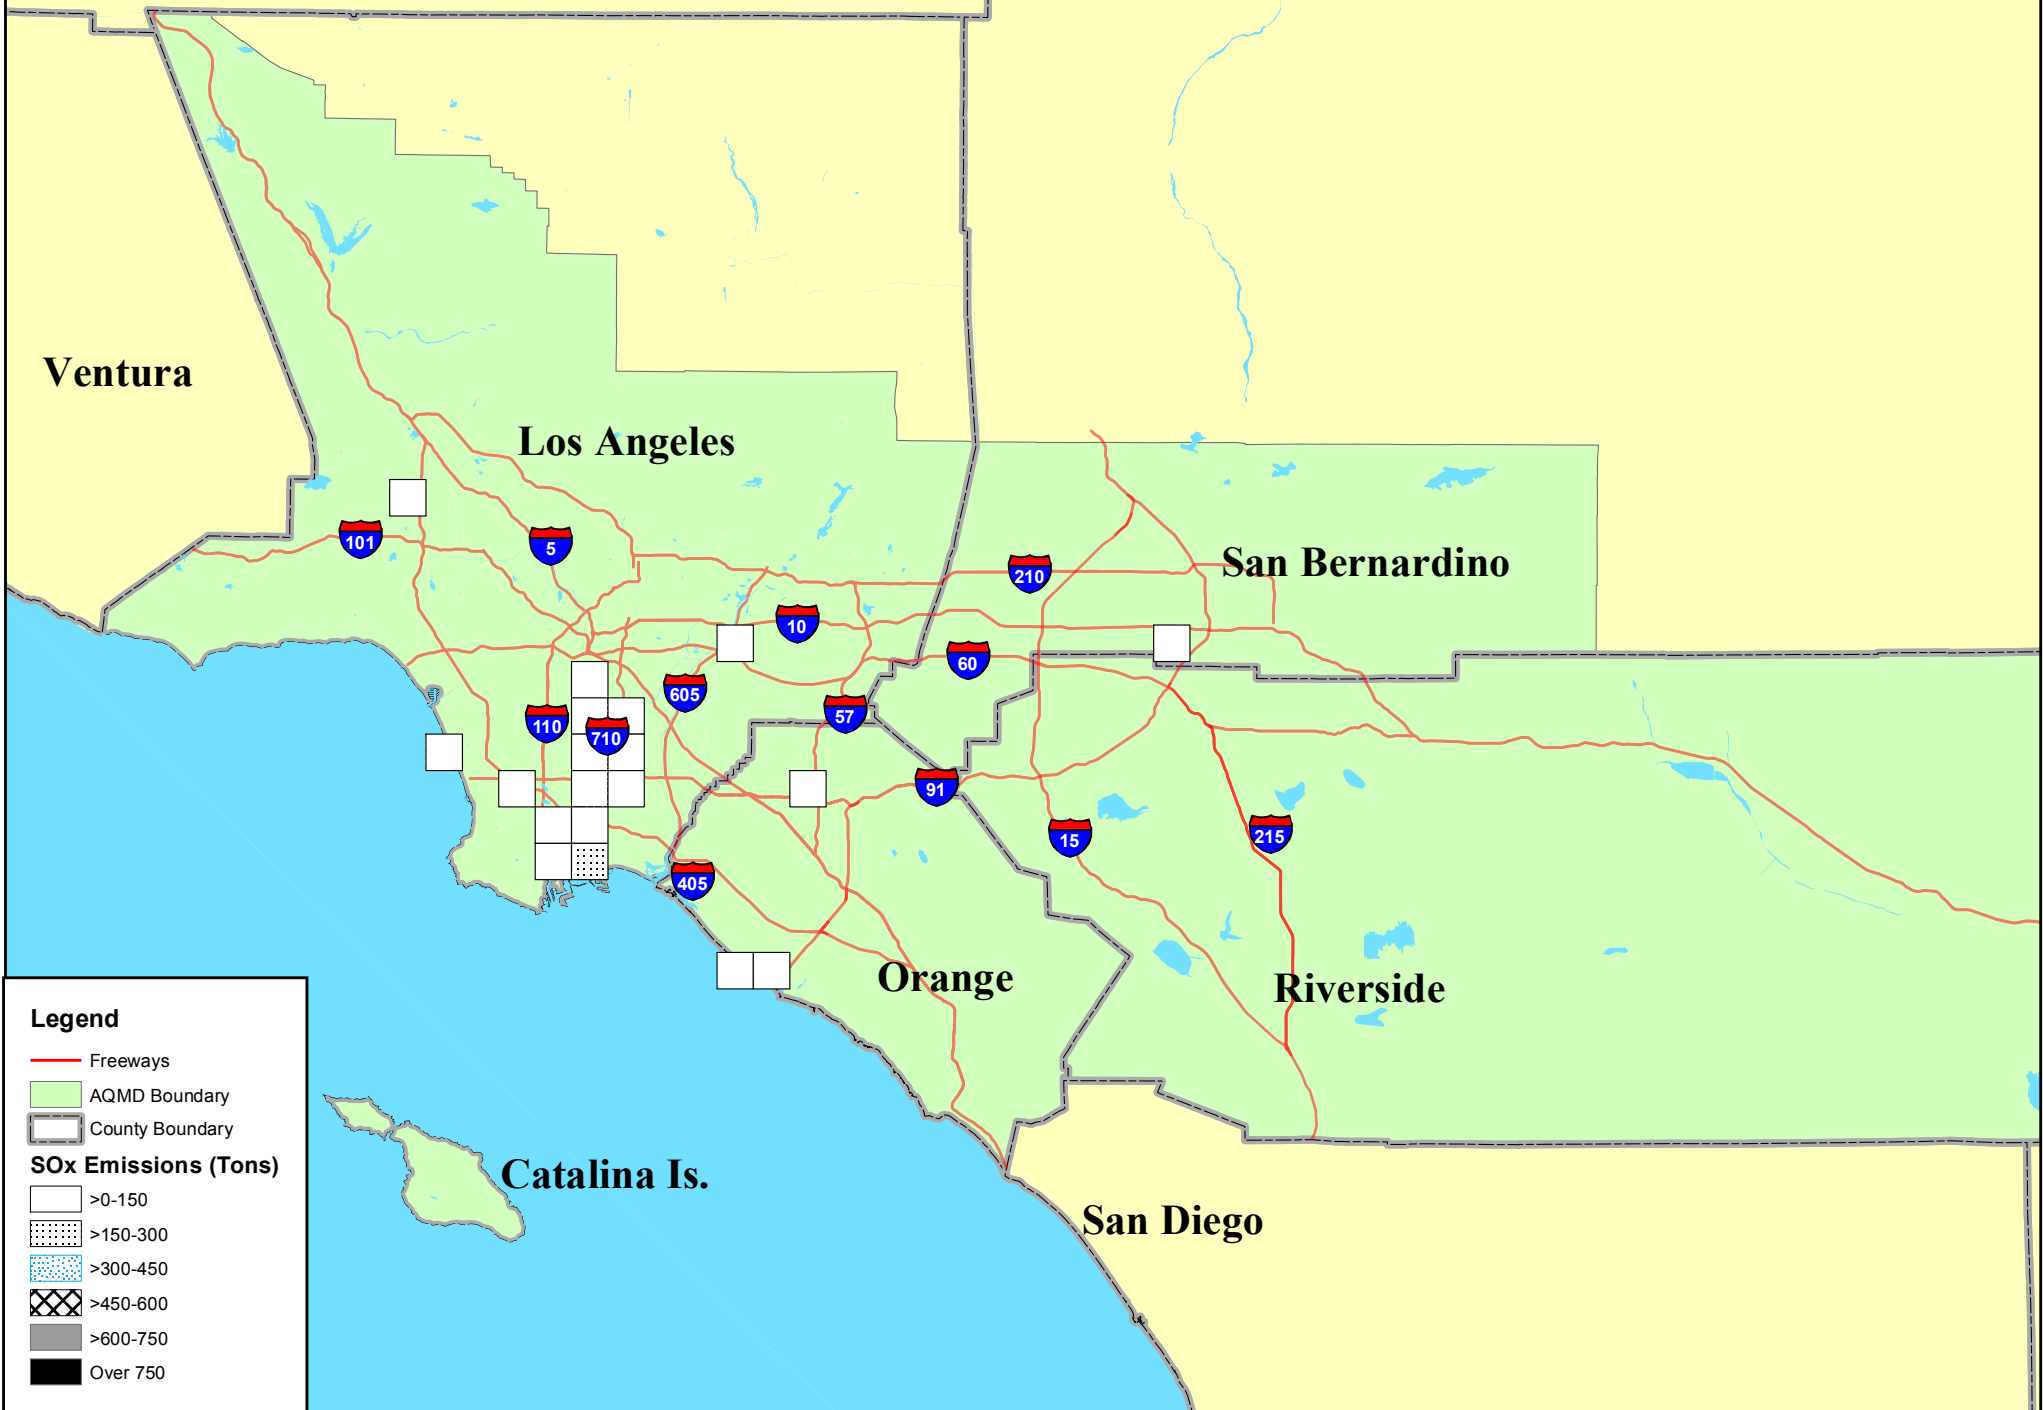 Ventura
Los Angeles
101
5
210
San Bernardino
10
60
605
110
57
710
91
15
215
405
Orange
Riverside
Catalina Is.
San Diego
Legend
Freeways
AQMD Boundary
County Boundary
SOx Emissions (Tons)
>0-150
>150-300
>300-450
>450-600
>600-750
Over 750